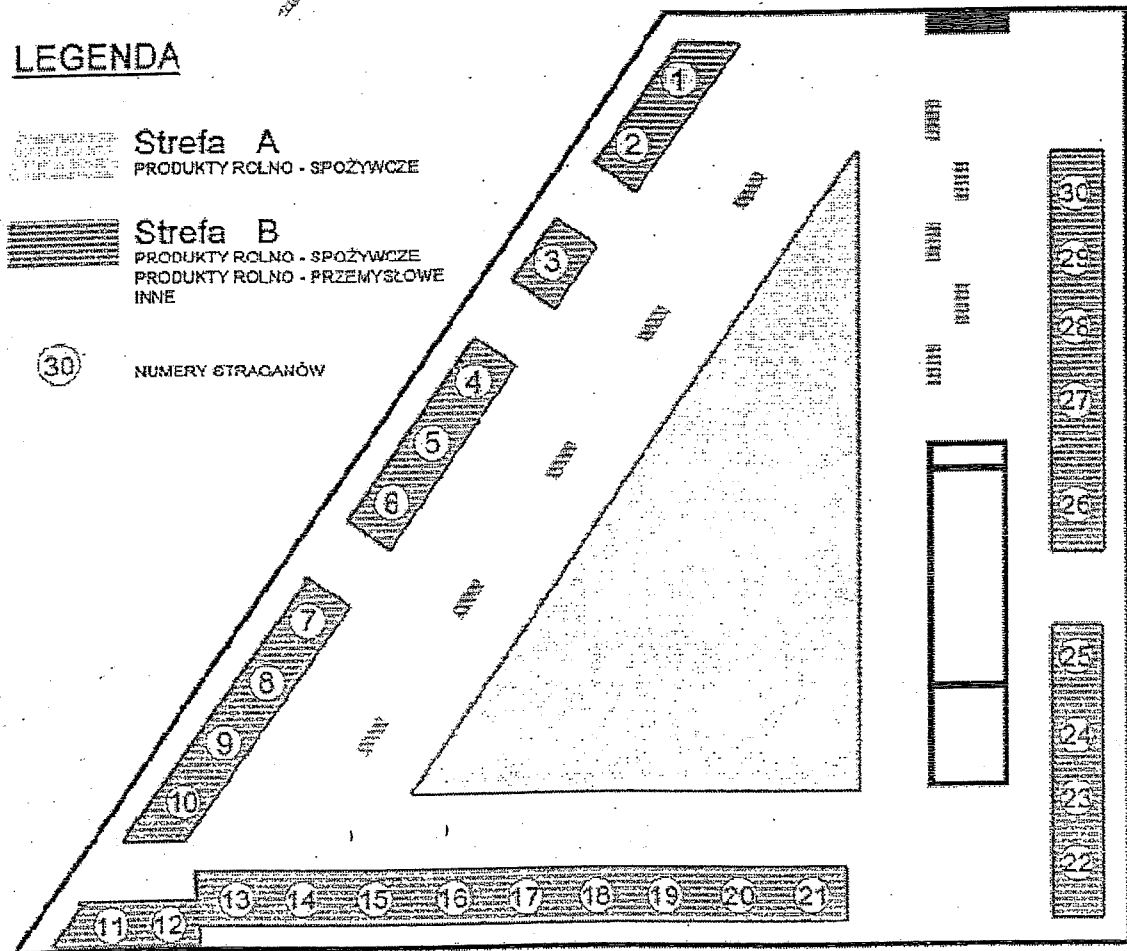 LEGENDA
Strefa A
PRODUKTY ROLNO - SPOŻYWCZE
Strefa B
PRODUKTY ROLNO - SPOŻYWCZE
PRODUKTY ROLNO - PRZEMYSŁOWE
INNE
30 NUMERY STRAGANÓW
1
2
3
4
5
6
7
8
9
10
11 12 13 14 15 16 17 18 19 20 21
30
29
28
27
26
25
24
23
22